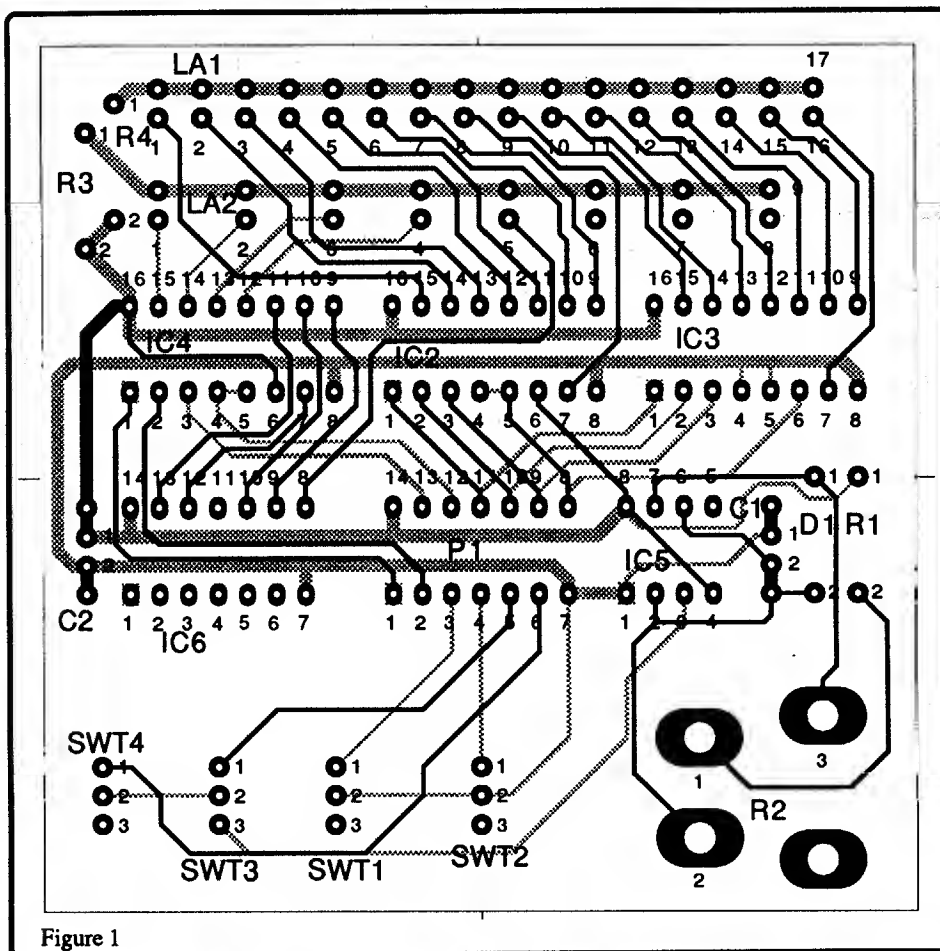 LA1 17
1
1 R4 1 2 3 4 5 6 7 8 9 10 11 12 13 14 15 16
R3
LA2
2 1 2 3 4 5 6 7 8
2
16 15 14 13 12 11 10 9 16 15 14 13 12 11 10 9 16 15 14 13 12 11 10 9
IC4 IC2 IC3
1 2 3 4 5 6 7 8 1 2 3 4 5 6 7 8 1 2 3 4 5 6 7 8
14 13 12 11 10 9 8 14 13 12 11 10 9 8 8 7 6 5 1 1
C1 D1 R1
1 1
P1 IC5
2 2
C2 2 2
1 2 3 4 5 6 7 1 2 3 4 5 6 7 1 2 3 4
IC6
SWT4
1 1 1 1 1 3
2 2 2 2 R2
3 3 3 3
SWT3 SWT1 SWT2 2
Figure 1